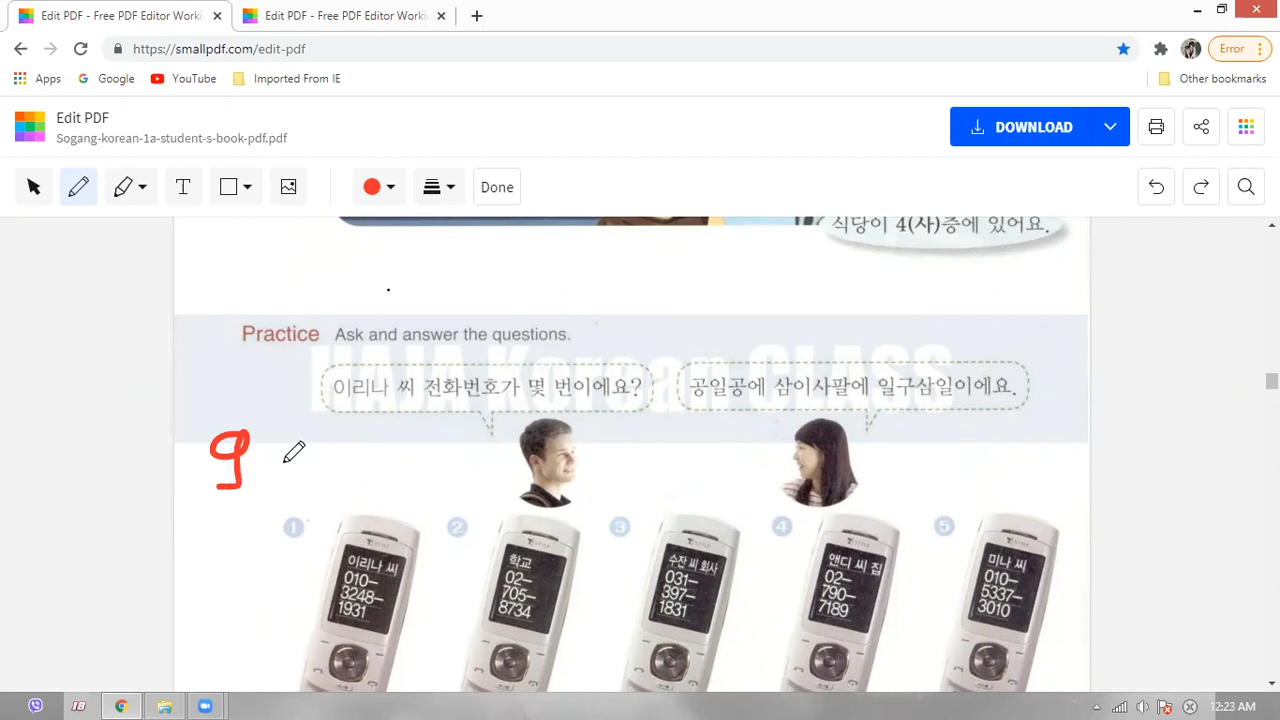 Edit PDF - Free PDF Editor Worki
Edit PDF - Free PDF Editor Working
https://smallpdf.com/edit-pdf
Error
Apps
Google
YouTube
Imported From IE
Other bookmarks
Edit PDF
Sogang-korean-1a-student-s-book-pdf.pdf
DOWNLOAD
T
Done
식당이 4(사)층에 있어요.
Practice Ask and answer the questions.
HAJA Korean CLASS
이리나 씨 전화번호가 몇 번이에요?
공일공에 삼이사팔에 일구삼일이에요.
9
1
이리나 씨
010–
3248–
1931
2
학교
02–
705–
8734
3
수잔 씨 회사
031–
397–
1831
4
앤디 씨 집
02–
790–
7189
5
미나 씨
010–
5337–
3010
18
12:23 AM